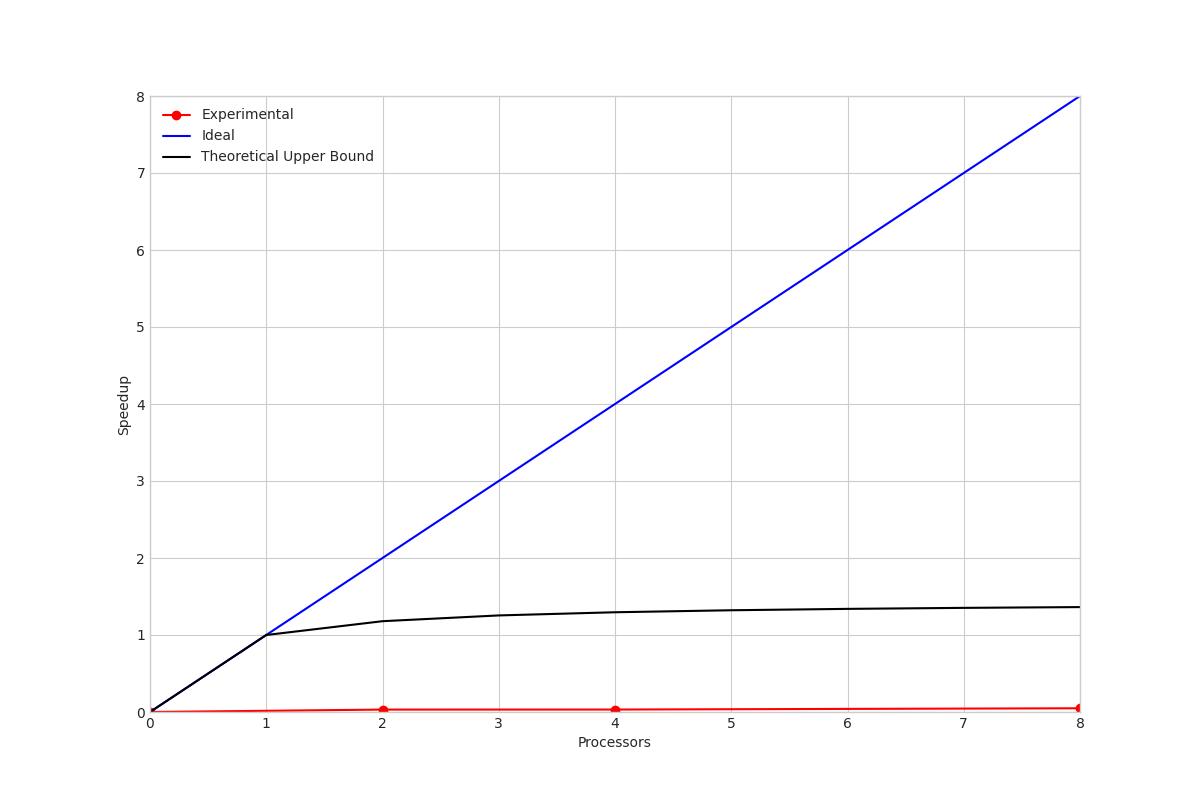 8
Experimental
Ideal
Theoretical Upper Bound
7
6
5
4
3
2
1
0
Speedup
0 1 2 3 4 5 6 7 8
Processors